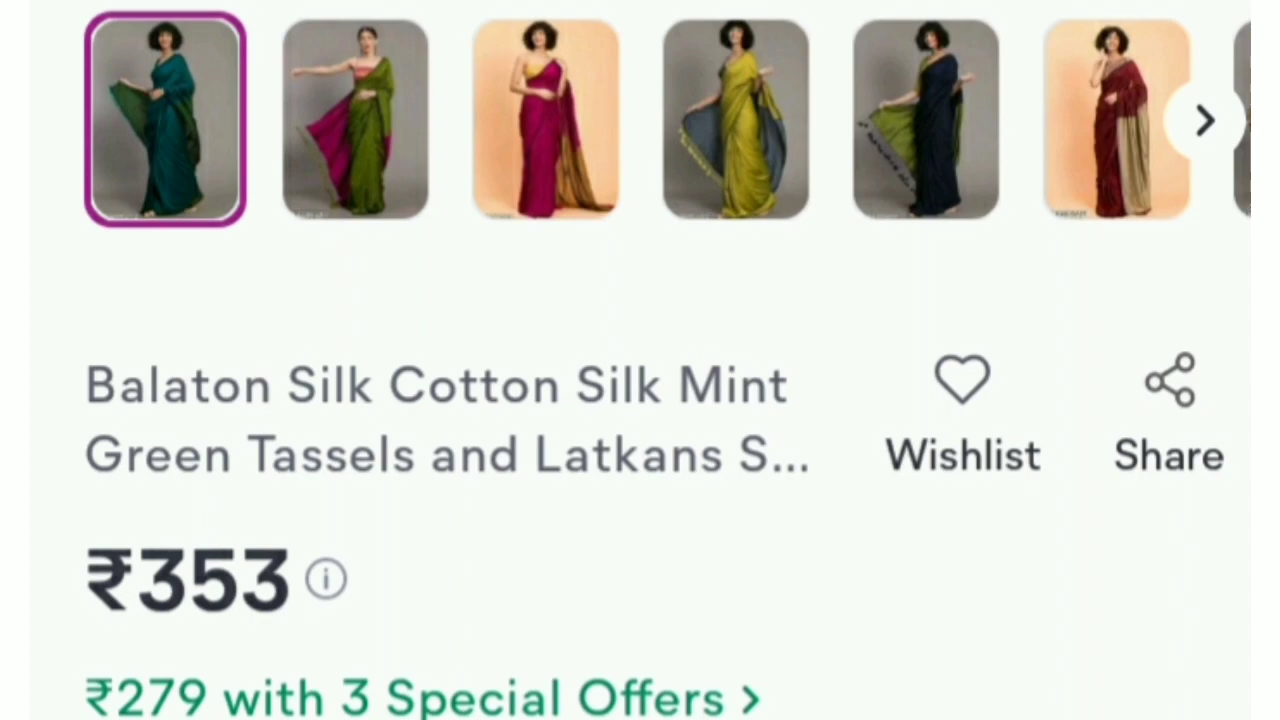 Balaton Silk Cotton Silk Mint
Green Tassels and Latkans S...
Wishlist
Share
₹353
₹279 with 3 Special Offers >